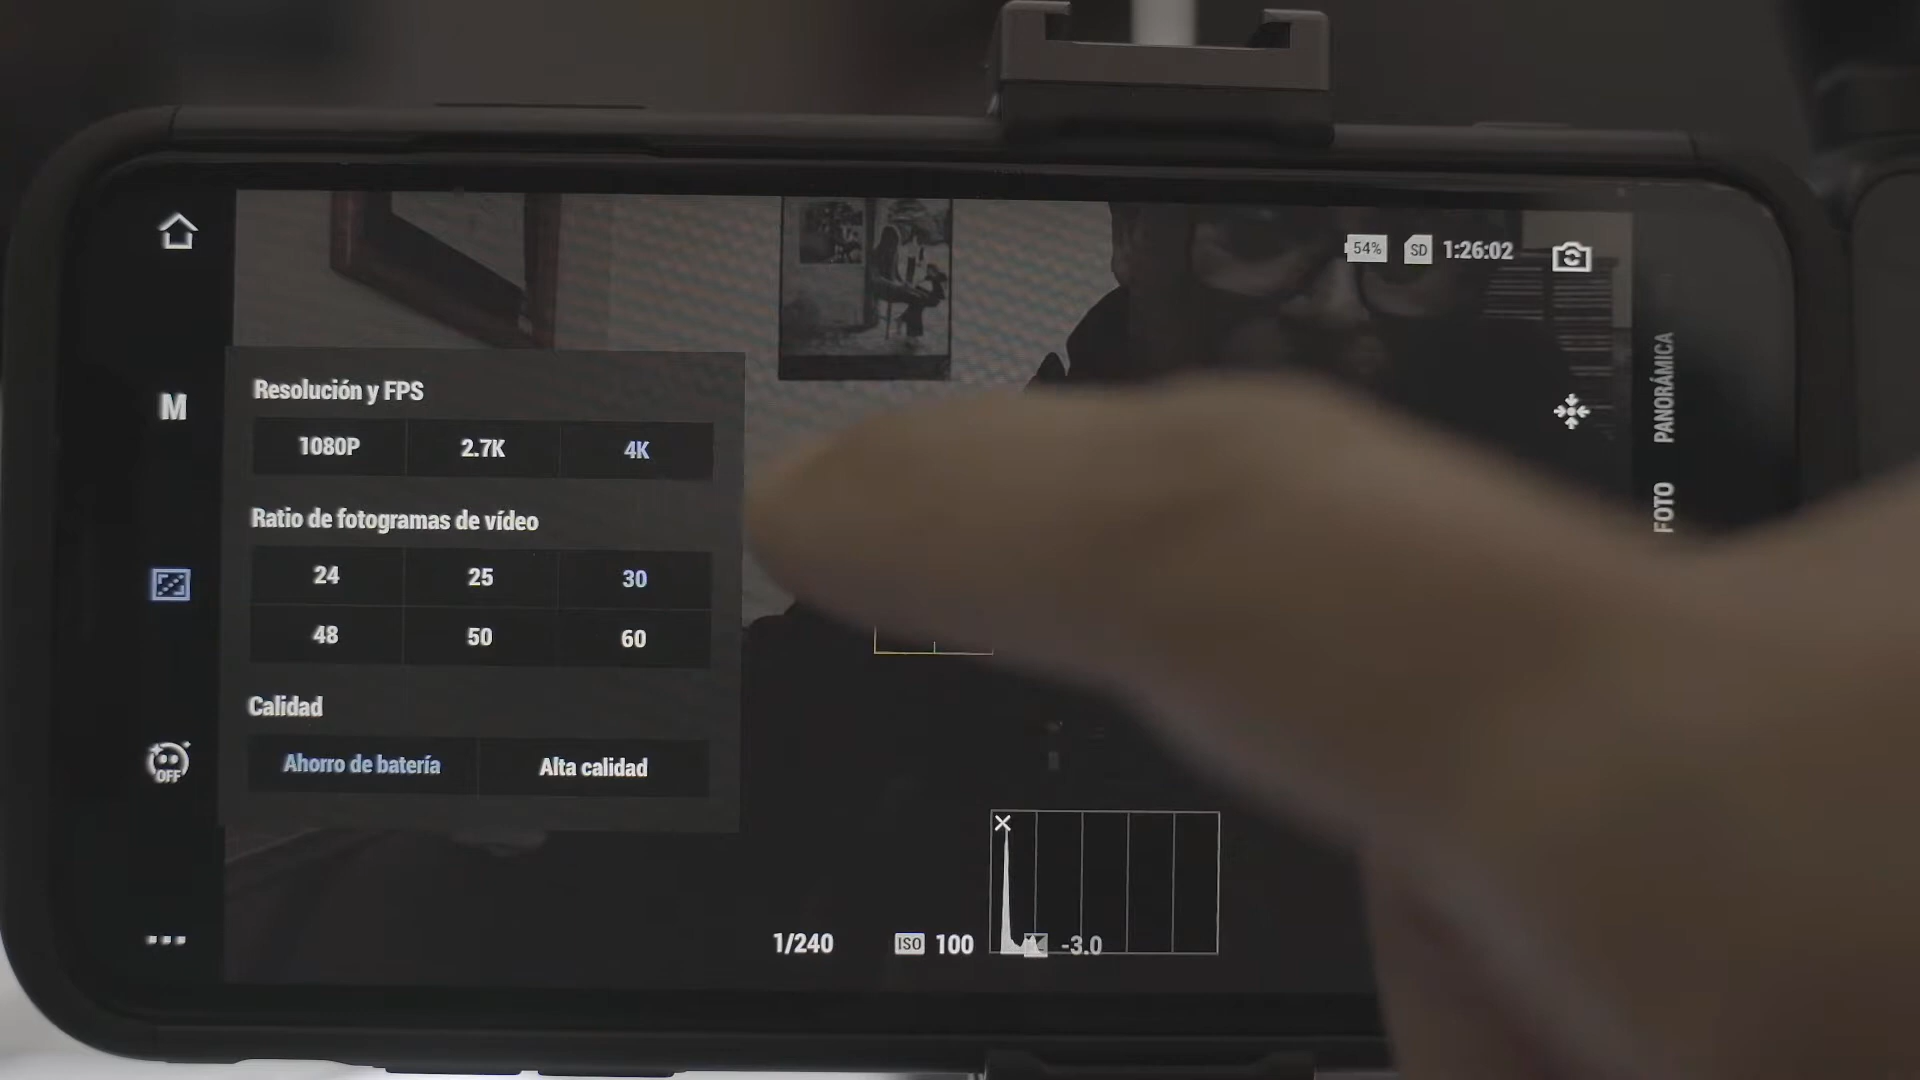 54% SD 1:26:02
M
OFF
Resolución y FPS
1080P 2.7K 4K
Ratio de fotogramas de vídeo
24 25 30
48 50 60
Calidad
Ahorro de batería Alta calidad
1/240 ISO 100 -3.0
PANORÁMICA
FOTO